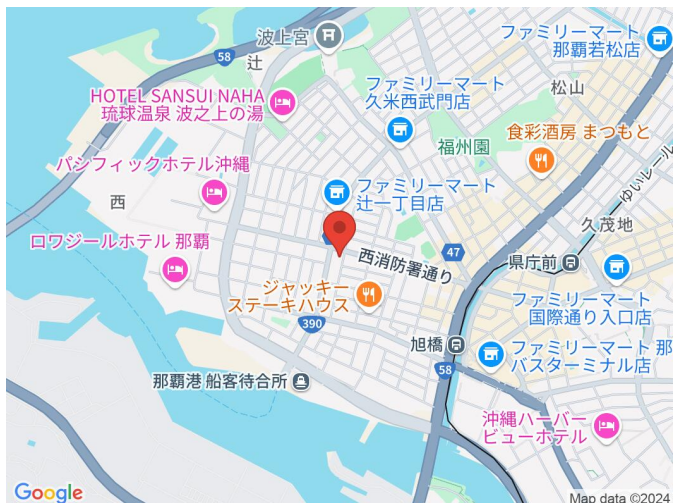 58
波上宮
辻
ファミリーマート
那覇若松店
松山
HOTEL SANSUI NAHA
琉球温泉 波之上の湯
ファミリーマート
久米西武門店
食彩酒房 まつもと
福州園
パシフィックホテル沖縄
ゆいレール
西
ファミリーマート
辻一丁目店
久茂地
ロワジールホテル 那覇
西消防署通り
47
県庁前
ジャッキー
ステーキハウス
ファミリーマート
国際通り入口店
390
旭橋
ファミリーマート 那
バスターミナル店
58
那覇港 船客待合所
沖縄ハーバー
ビューホテル
Google
Map data ©2024